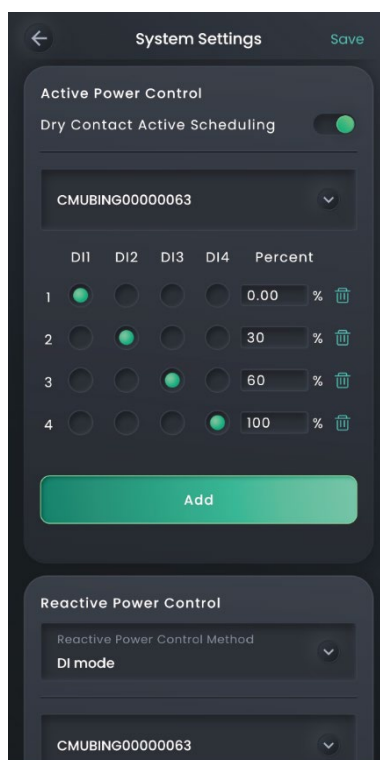 System Settings Save
Active Power Control
Dry Contact Active Scheduling
CMUBING00000063
DI1 DI2 DI3 DI4 Percent
1 0.00 %
2 30 %
3 60 %
4 100 %
Add
Reactive Power Control
Reactive Power Control Method
DI mode
CMUBING00000063